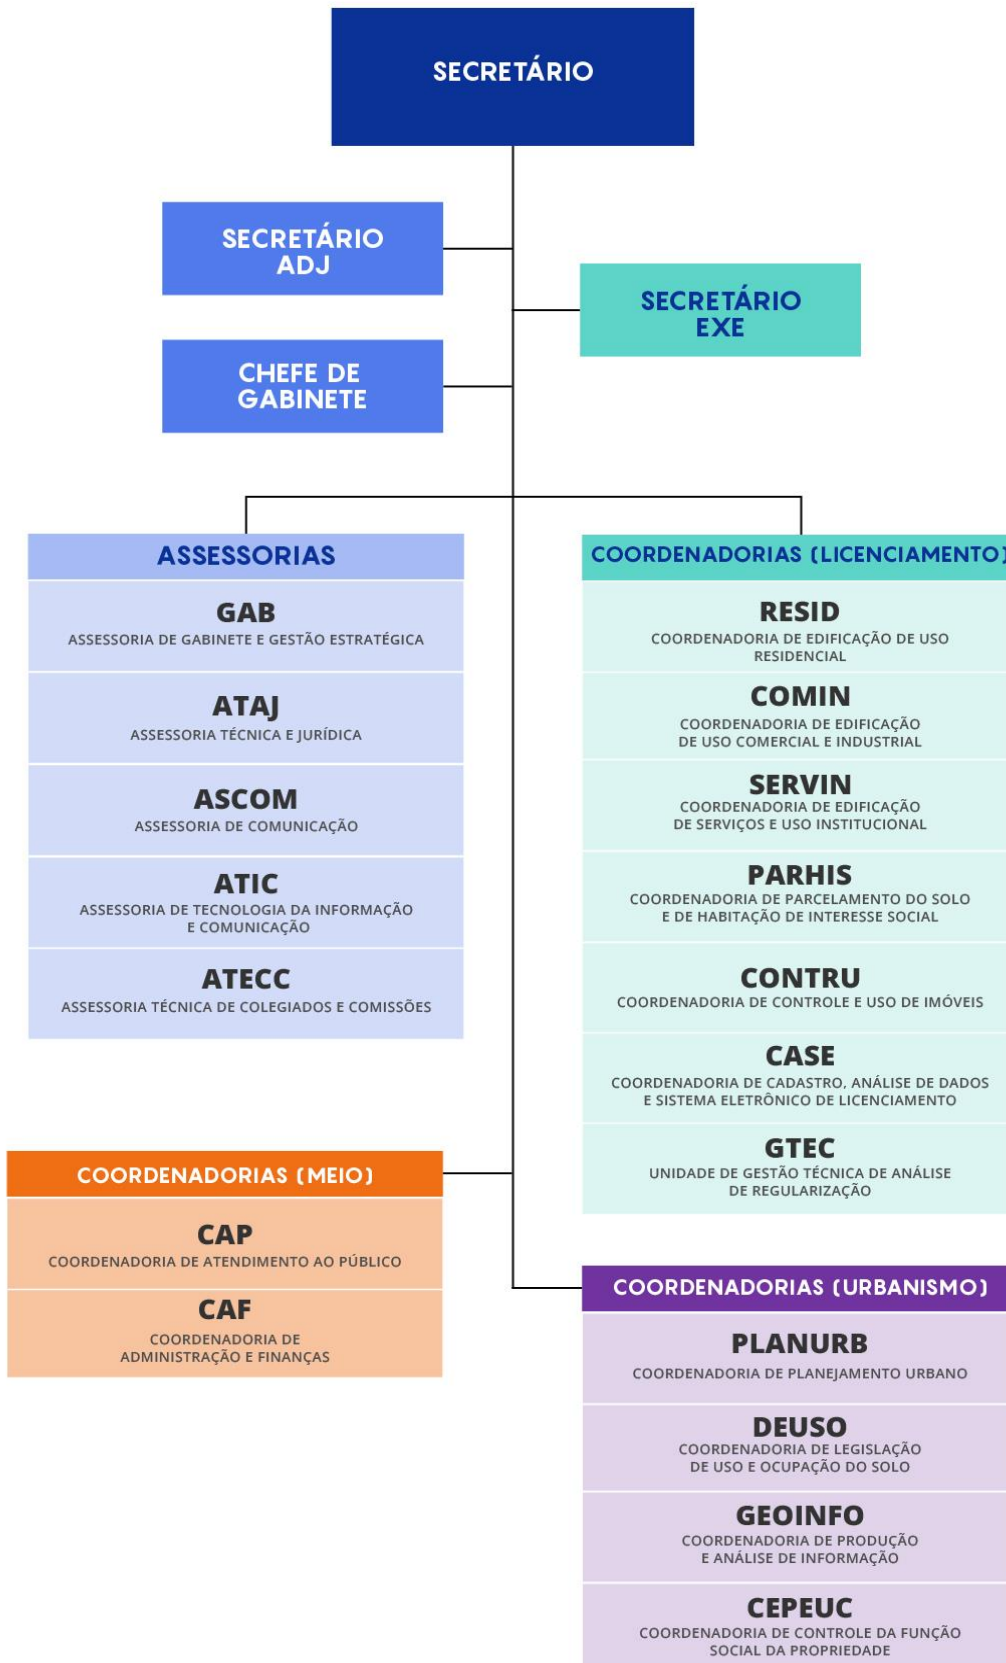 SECRETÁRIO
SECRETÁRIO
ADJ
SECRETÁRIO
EXE
CHEFE DE
GABINETE
ASSESSORIAS
GAB
ASSESSORIA DE GABINETE E GESTÃO ESTRATÉGICA
ATAJ
ASSESSORIA TÉCNICA E JURÍDICA
ASCOM
ASSESSORIA DE COMUNICAÇÃO
ATIC
ASSESSORIA DE TECNOLOGIA DA INFORMAÇÃO
E COMUNICAÇÃO
ATECC
ASSESSORIA TÉCNICA DE COLEGIADOS E COMISSÕES
COORDENADORIAS (LICENCIAMENTO)
RESID
COORDENADORIA DE EDIFICAÇÃO DE USO
RESIDENCIAL
COMIN
COORDENADORIA DE EDIFICAÇÃO
DE USO COMERCIAL E INDUSTRIAL
SERVIN
COORDENADORIA DE EDIFICAÇÃO
DE SERVIÇOS E USO INSTITUCIONAL
PARHIS
COORDENADORIA DE PARCELAMENTO DO SOLO
E DE HABITAÇÃO DE INTERESSE SOCIAL
CONTRU
COORDENADORIA DE CONTROLE E USO DE IMÓVEIS
CASE
COORDENADORIA DE CADASTRO, ANÁLISE DE DADOS
E SISTEMA ELETRÔNICO DE LICENCIAMENTO
GTEC
UNIDADE DE GESTÃO TÉCNICA DE ANÁLISE
DE REGULARIZAÇÃO
COORDENADORIAS (MEIO)
CAP
COORDENADORIA DE ATENDIMENTO AO PÚBLICO
CAF
COORDENADORIA DE
ADMINISTRAÇÃO E FINANÇAS
COORDENADORIAS (URBANISMO)
PLANURB
COORDENADORIA DE PLANEJAMENTO URBANO
DEUSO
COORDENADORIA DE LEGISLAÇÃO
DE USO E OCUPAÇÃO DO SOLO
GEOINFO
COORDENADORIA DE PRODUÇÃO
E ANÁLISE DE INFORMAÇÃO
CEPEUC
COORDENADORIA DE CONTROLE DA FUNÇÃO
SOCIAL DA PROPRIEDADE